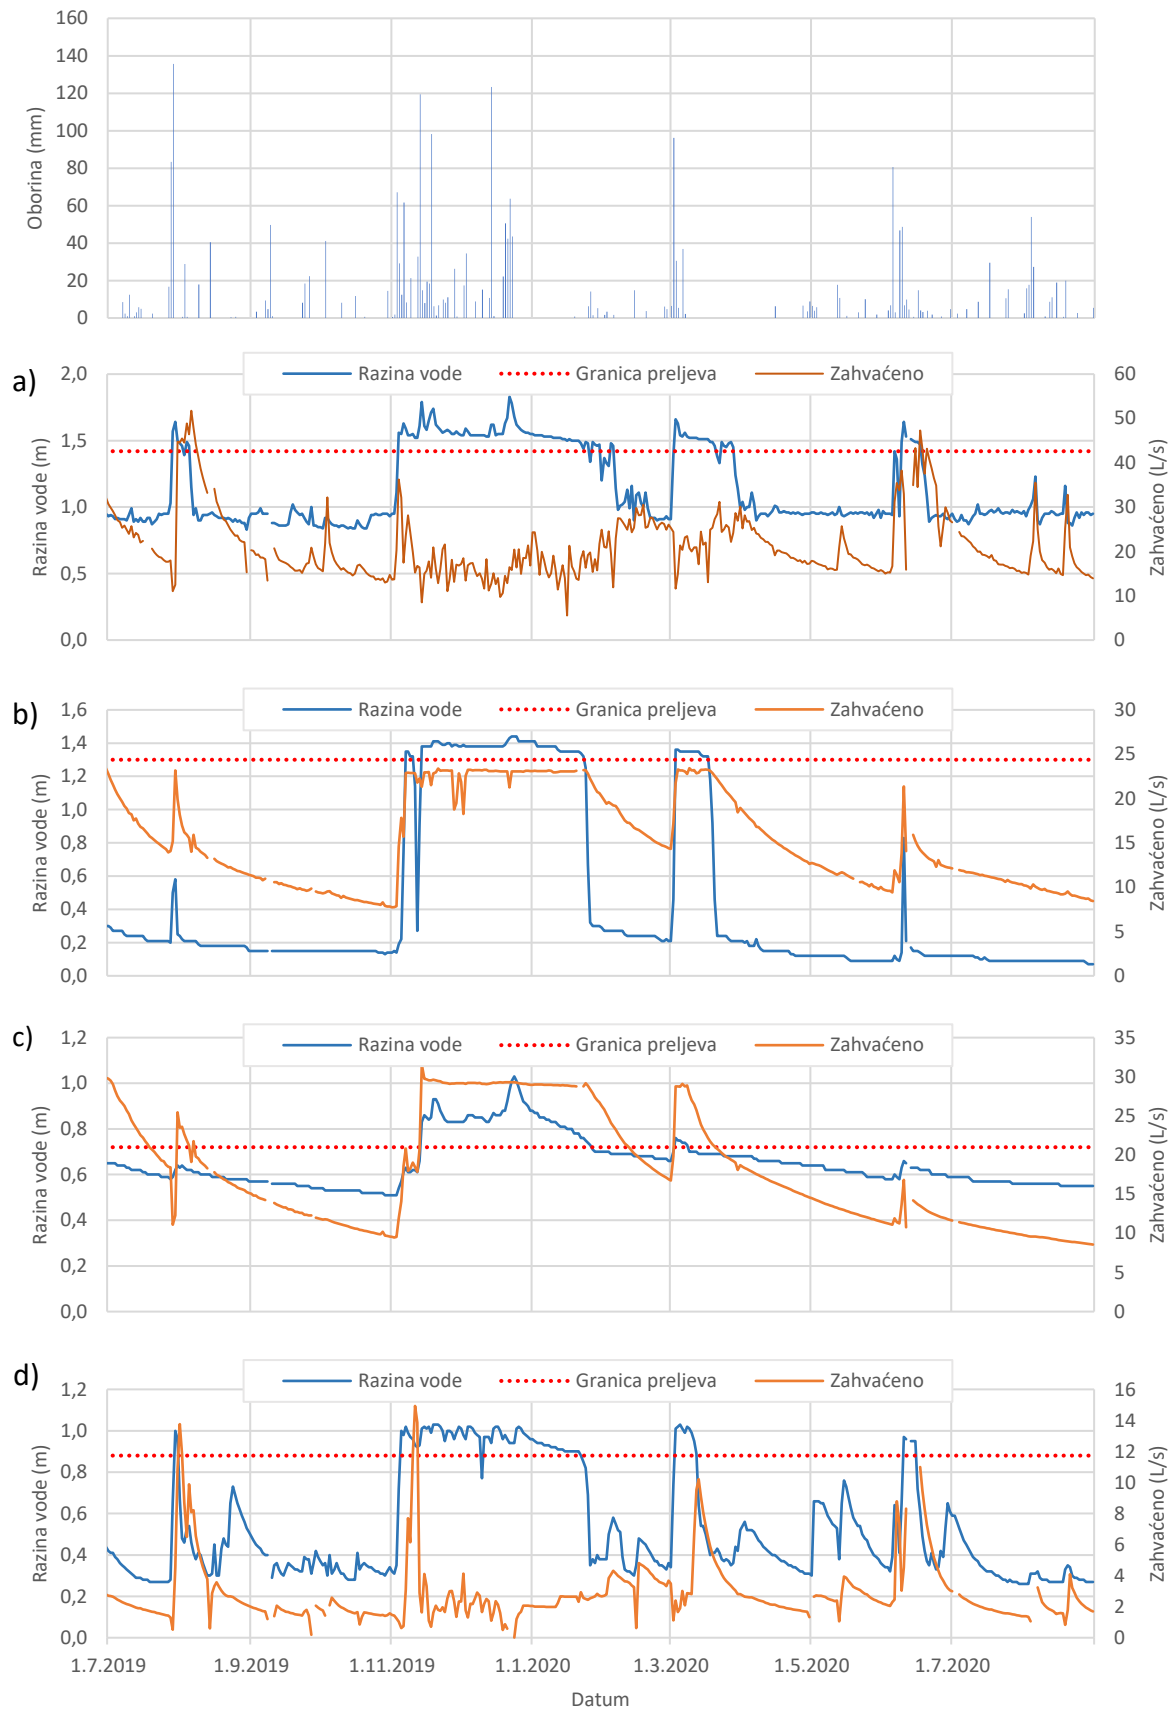 160
140
120
100
80
60
40
20
0
Oborina (mm)
a)
Razina vode
Granica preljeva
Zahvaćeno
2,0
1,5
1,0
0,5
0,0
Razina vode (m)
60
50
40
30
20
10
0
Zahvaćeno (L/s)
b)
Razina vode
Granica preljeva
Zahvaćeno
1,6
1,4
1,2
1,0
0,8
0,6
0,4
0,2
0,0
Razina vode (m)
30
25
20
15
10
5
0
Zahvaćeno (L/s)
c)
Razina vode
Granica preljeva
Zahvaćeno
1,2
1,0
0,8
0,6
0,4
0,2
0,0
Razina vode (m)
35
30
25
20
15
10
5
0
Zahvaćeno (L/s)
d)
Razina vode
Granica preljeva
Zahvaćeno
1,2
1,0
0,8
0,6
0,4
0,2
0,0
Razina vode (m)
16
14
12
10
8
6
4
2
0
Zahvaćeno (L/s)
1.7.2019
1.9.2019
1.11.2019
1.1.2020
1.3.2020
1.5.2020
1.7.2020
Datum